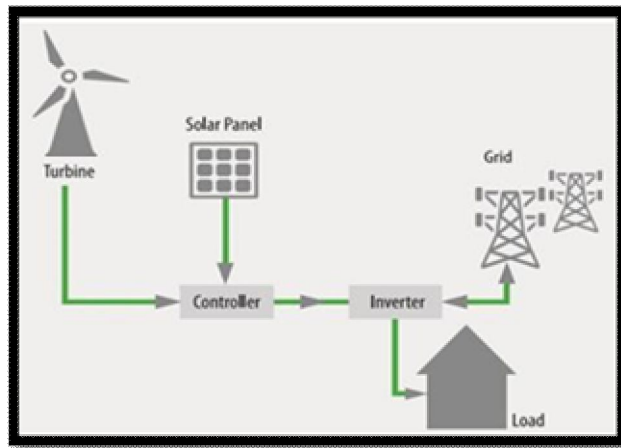 Turbine
Solar Panel
Grid
Controller
Inverter
Load